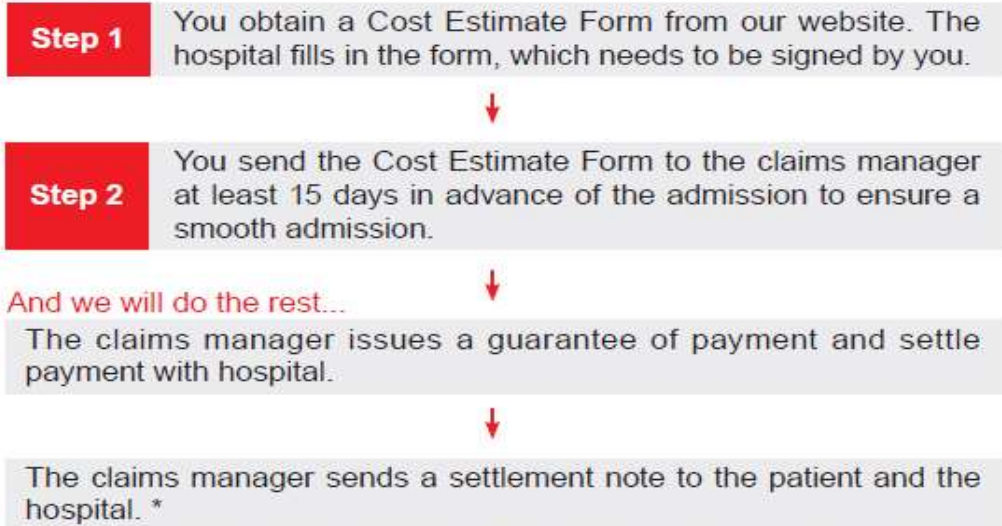 Step 1
You obtain a Cost Estimate Form from our website. The
hospital fills in the form, which needs to be signed by you.
Step 2
You send the Cost Estimate Form to the claims manager
at least 15 days in advance of the admission to ensure a
smooth admission.
And we will do the rest...
The claims manager issues a guarantee of payment and settle
payment with hospital.
The claims manager sends a settlement note to the patient and the
hospital. *